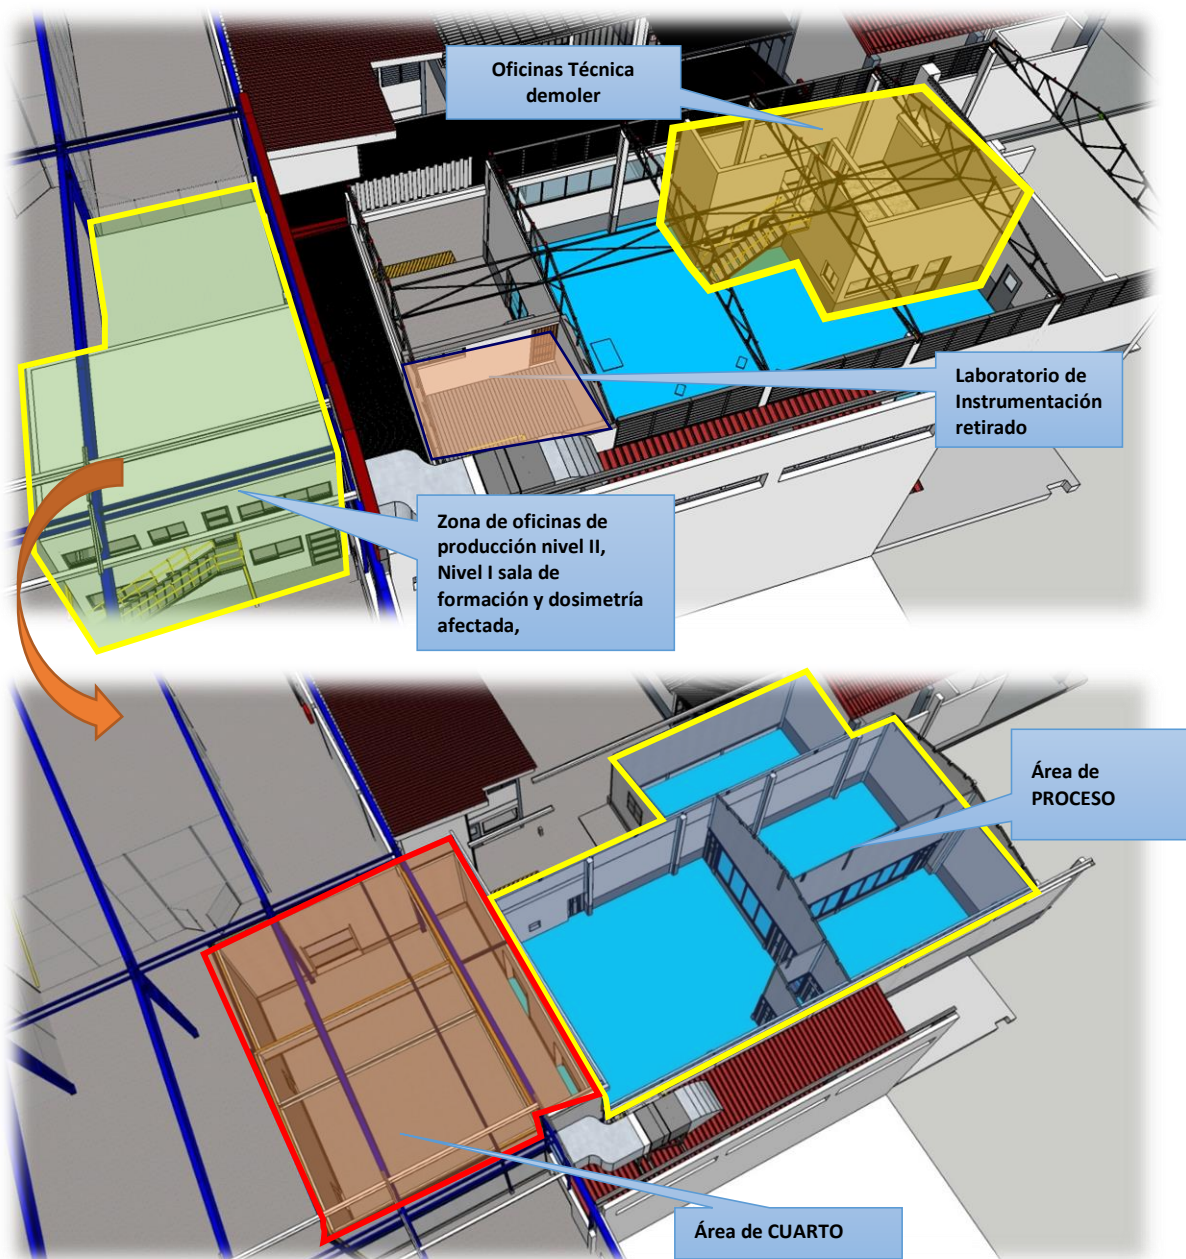 Oficinas Técnica
demoler
Laboratorio de
Instrumentación
retirado
Zona de oficinas de
producción nivel II,
Nivel I sala de
formación y dosimetría
afectada,
Área de
PROCESO
Área de CUARTO